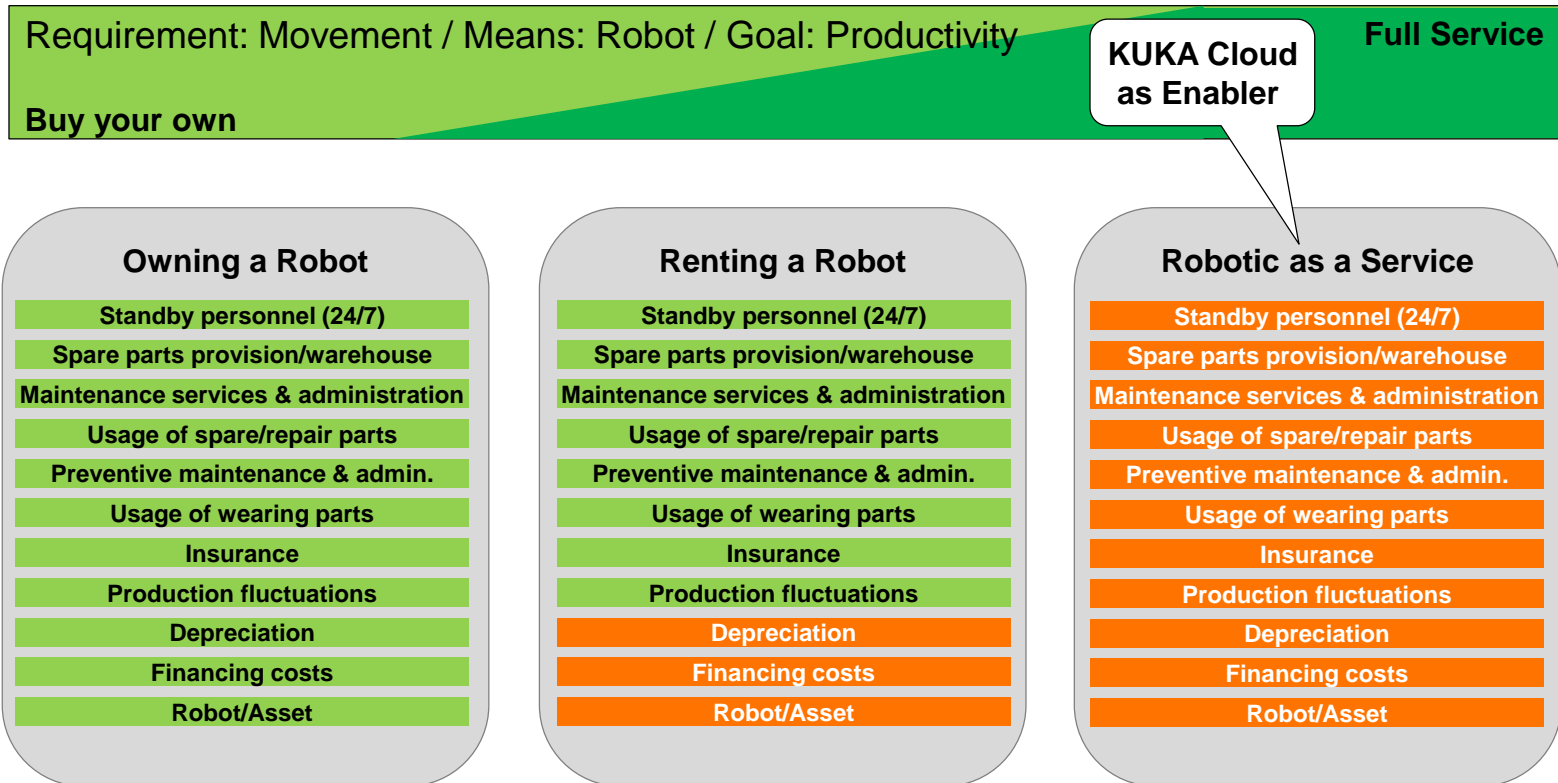 Requirement: Movement / Means: Robot / Goal: Productivity
Buy your own
Full Service
KUKA Cloud
as Enabler
Owning a Robot
Standby personnel (24/7)
Spare parts provision/warehouse
Maintenance services & administration
Usage of spare/repair parts
Preventive maintenance & admin.
Usage of wearing parts
Insurance
Production fluctuations
Depreciation
Financing costs
Robot/Asset
Renting a Robot
Standby personnel (24/7)
Spare parts provision/warehouse
Maintenance services & administration
Usage of spare/repair parts
Preventive maintenance & admin.
Usage of wearing parts
Insurance
Production fluctuations
Depreciation
Financing costs
Robot/Asset
Robotic as a Service
Standby personnel (24/7)
Spare parts provision/warehouse
Maintenance services & administration
Usage of spare/repair parts
Preventive maintenance & admin.
Usage of wearing parts
Insurance
Production fluctuations
Depreciation
Financing costs
Robot/Asset